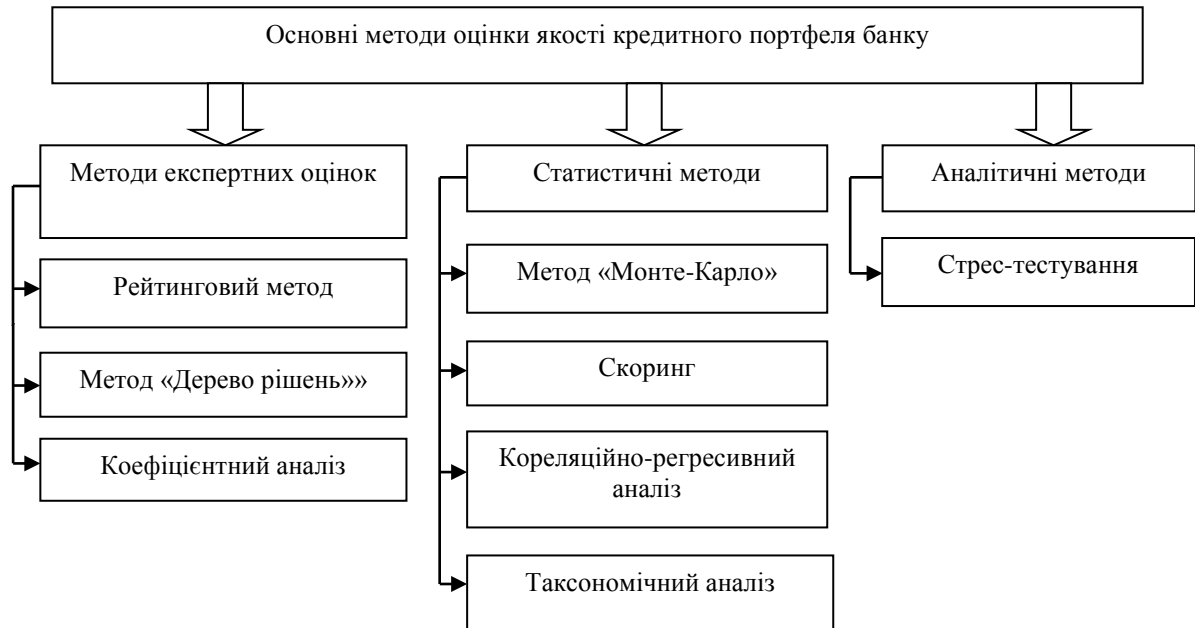 Основні методи оцінки якості кредитного портфеля банку
Методи експертних оцінок
Рейтинговий метод
Метод «Дерево рішень»»
Коефіцієнтний аналіз
Статистичні методи
Метод «Монте-Карло»
Скоринг
Кореляційно-регресивний
аналіз
Таксономічний аналіз
Аналітичні методи
Стрес-тестування